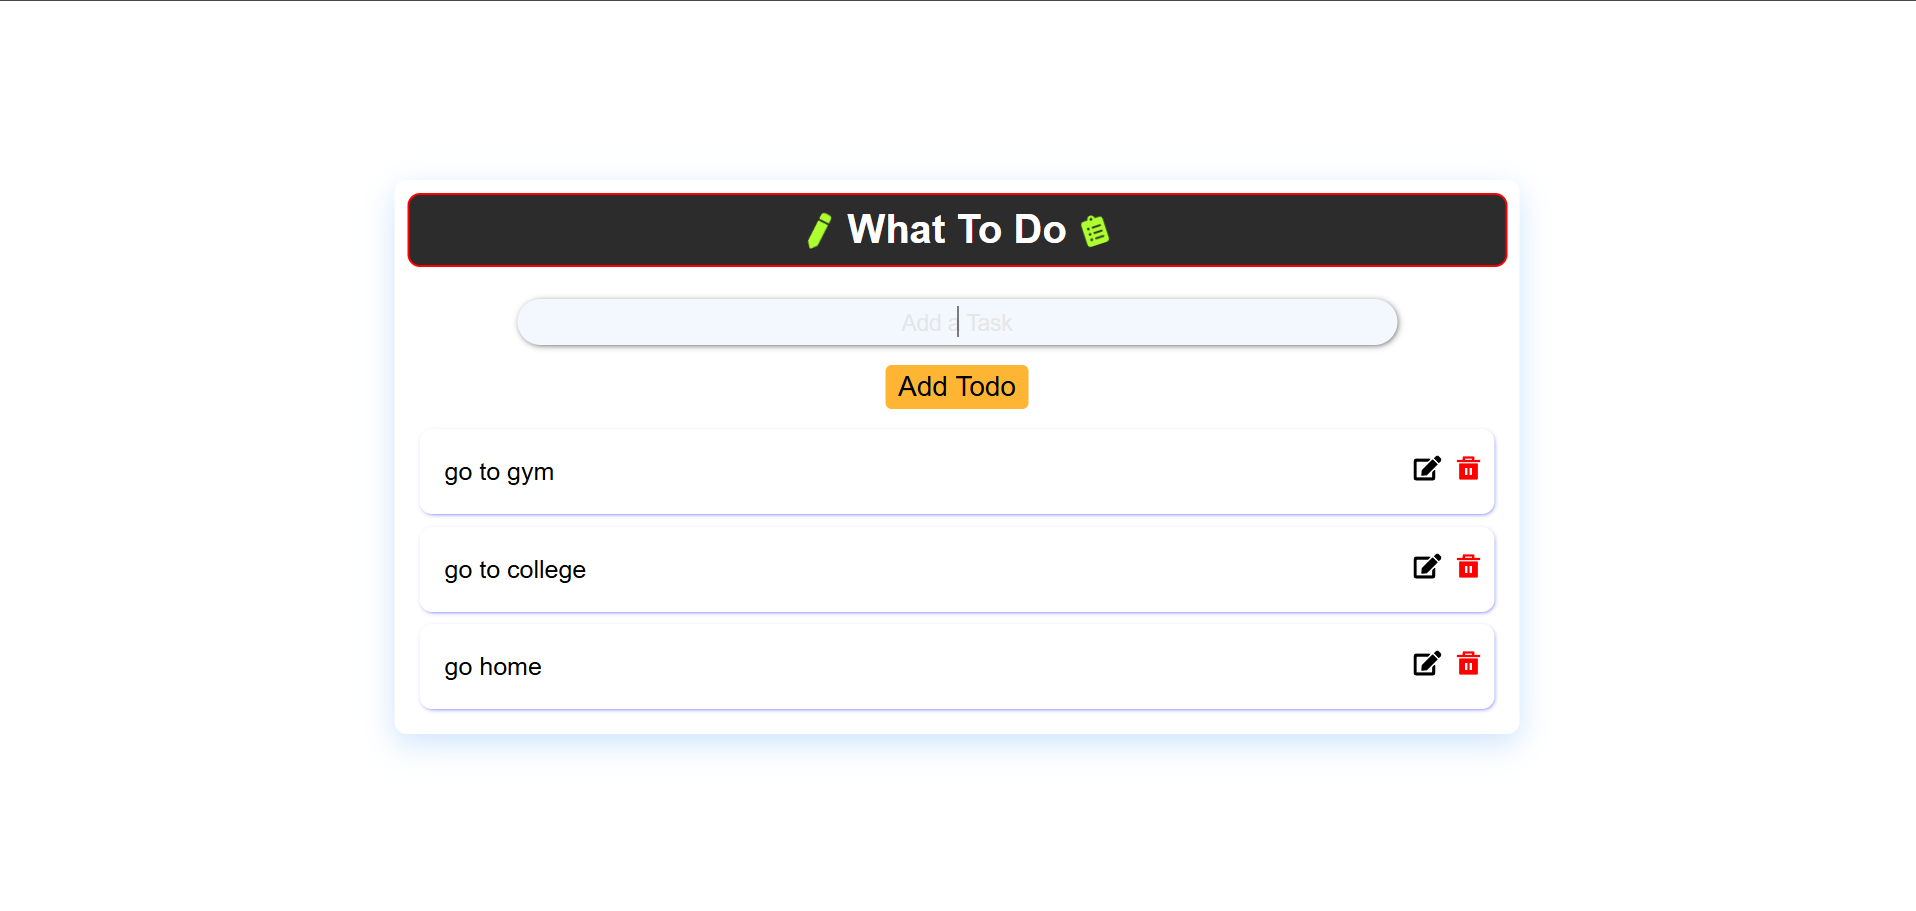 What To Do
Add a Task
Add Todo
go to gym
go to college
go home